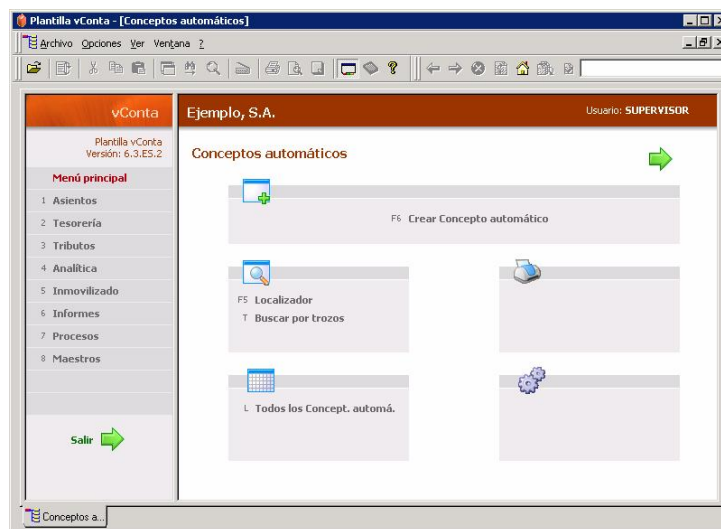 Plantilla vConta - [Conceptos automáticos]
Archivo Opciones Ver Ventana ?
vConta
Ejemplo, S.A.
Usuario: SUPERVISOR
Plantilla vConta
Versión: 6.3.E5.2
Menú principal
1 Asientos
2 Tesorería
3 Tributos
4 Analítica
5 Inmovilizado
6 Informes
7 Procesos
8 Maestros
Salir
Conceptos automáticos
F6 Crear Concepto automático
F5 Localizador
T Buscar por trozos
L Todos los Concept. automá.
Conceptos a...